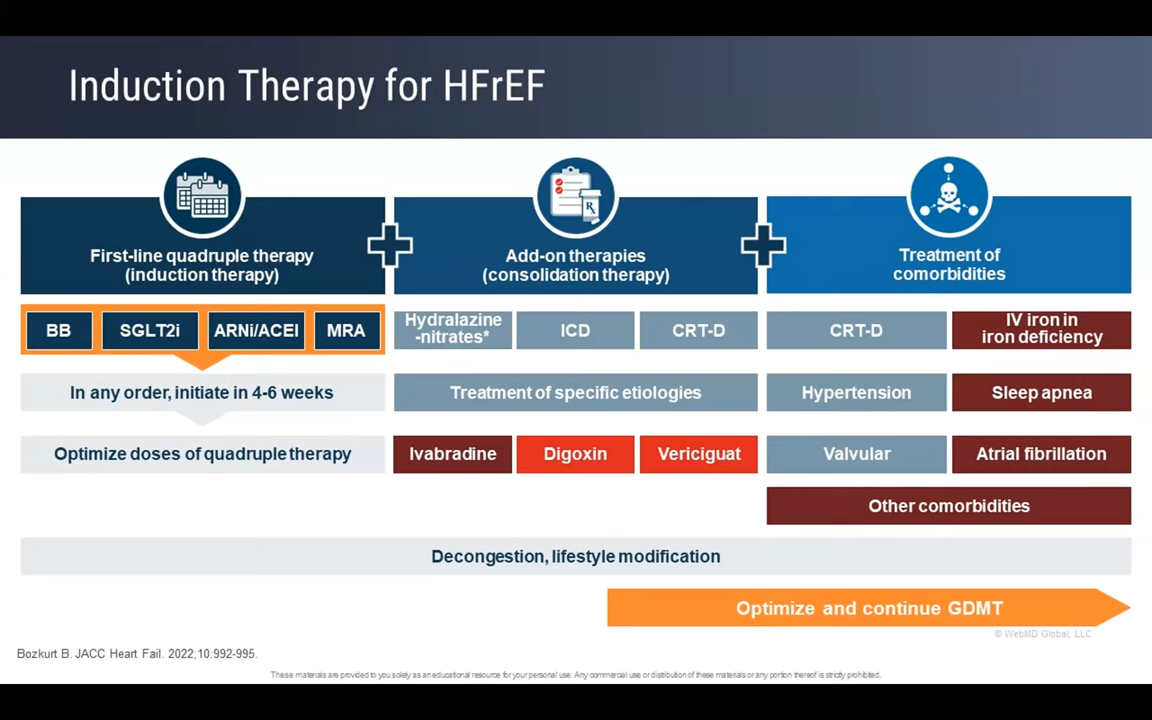 Induction Therapy for HFrEF
First-line quadruple therapy
(induction therapy)
Add-on therapies
(consolidation therapy)
Treatment of
comorbidities
BB
SGLT2i
ARNi/ACEI
MRA
Hydralazine
-nitrates*
ICD
CRT-D
CRT-D
IV iron in
iron deficiency
In any order, initiate in 4-6 weeks
Treatment of specific etiologies
Hypertension
Sleep apnea
Optimize doses of quadruple therapy
Ivabradine
Digoxin
Vericiguat
Valvular
Atrial fibrillation
Other comorbidities
Decongestion, lifestyle modification
Optimize and continue GDMT
© WebMD Global, LLC
Bozkurt B. JACC Heart Fail. 2022;10:992-995.
These materials are provided to you solely as an educational resource for your personal use. Any commercial use or distribution of these materials or any portion thereof is strictly prohibited.